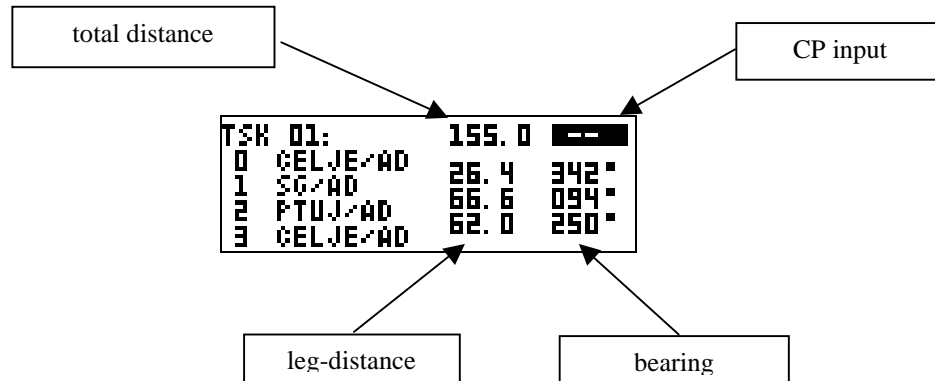 total distance
CP input
TSK 01: 155.0 --
0 CELJE/AD
26.4 342°
1 SG/AD
66.6 094°
2 PTUJ/AD
62.0 250°
3 CELJE/AD
leg-distance
bearing